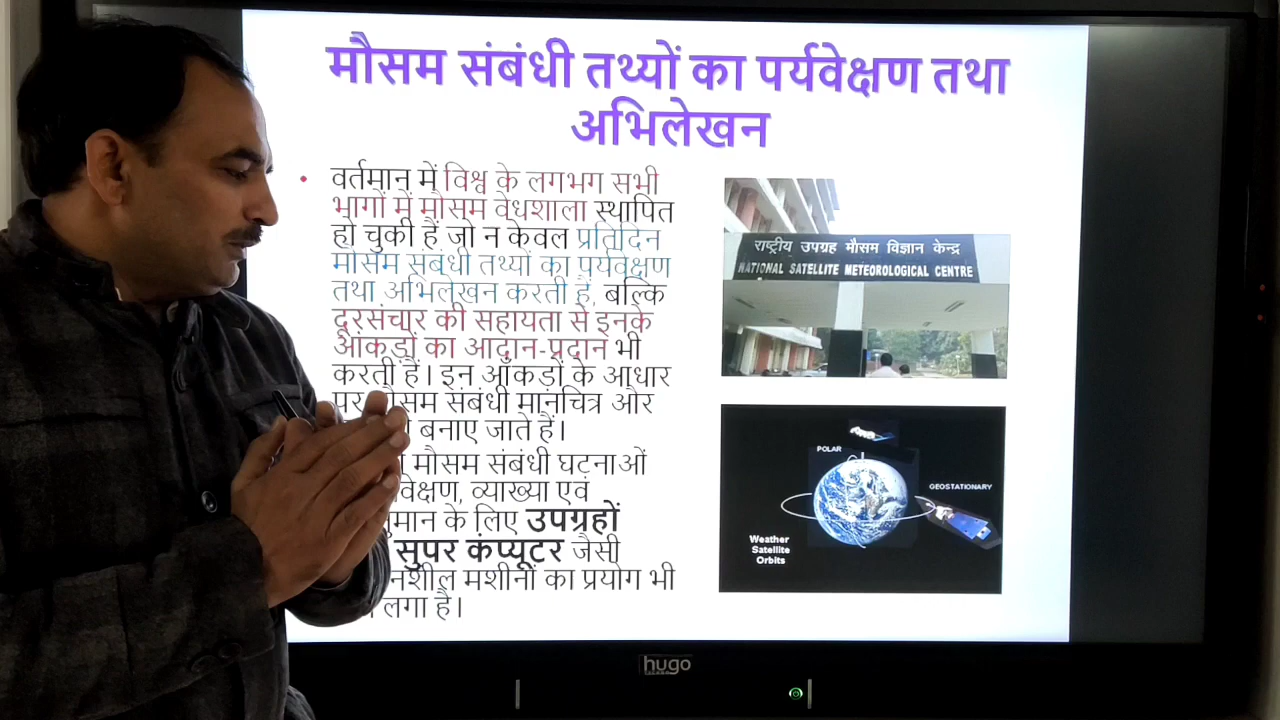 मौसम संबंधी तथ्यों का पर्यवेक्षण तथा
अभिलेखन
• वर्तमान में विश्व के लगभग सभी
भागों में मौसम वेधशाला स्थापित
हो चुकी हैं जो न केवल प्रतिदिन
मौसम संबंधी तथ्यों का पर्यवेक्षण
तथा अभिलेखन करती हैं, बल्कि
दूरसंचार की सहायता से इनके
आंकड़ों का आदान-प्रदान भी
करती हैं। इन आँकड़ों के आधार
पर मौसम संबंधी मानचित्र और
बनाए जाते हैं।
मौसम संबंधी घटनाओं
व्याख्या एवं
के लिए उपग्रहों
सुपर कंप्यूटर जैसी
मशीनों का प्रयोग भी
लगा है।
राष्ट्रीय उपग्रह मौसम विज्ञान केन्द्र
NATIONAL SATELLITE METEOROLOGICAL CENTRE
POLAR
GEOSTATIONARY
Weather
Satellite
Orbits
hugo